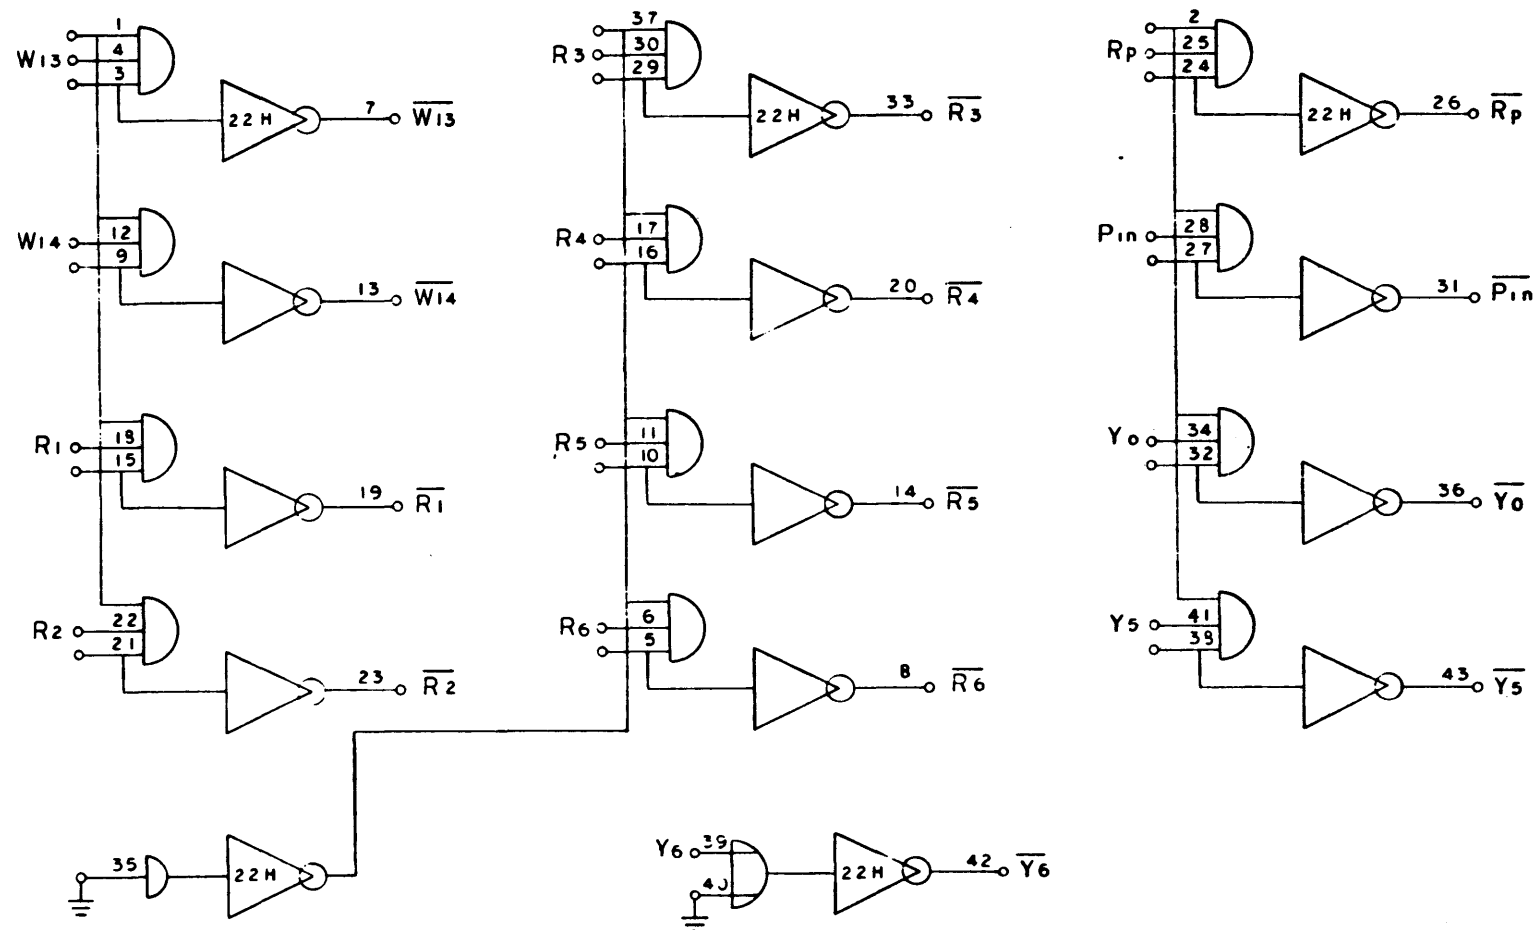 1
W13 4
3
22H 7 W13
W14 12
9
13 W14
R1 18
15
19 R1
R2 22
21
23 R2
35 22H
37
R3 30
29
22H 33 R3
R4 17
16
20 R4
R5 11
10
14 R5
R6 6
5
8 R6
Y6 39
40
22H 42 Y6
2
Rp 25
24
22H 26 Rp
Pin 28
27
31 Pin
Y0 34
32
36 Y0
Y5 41
38
43 Y5